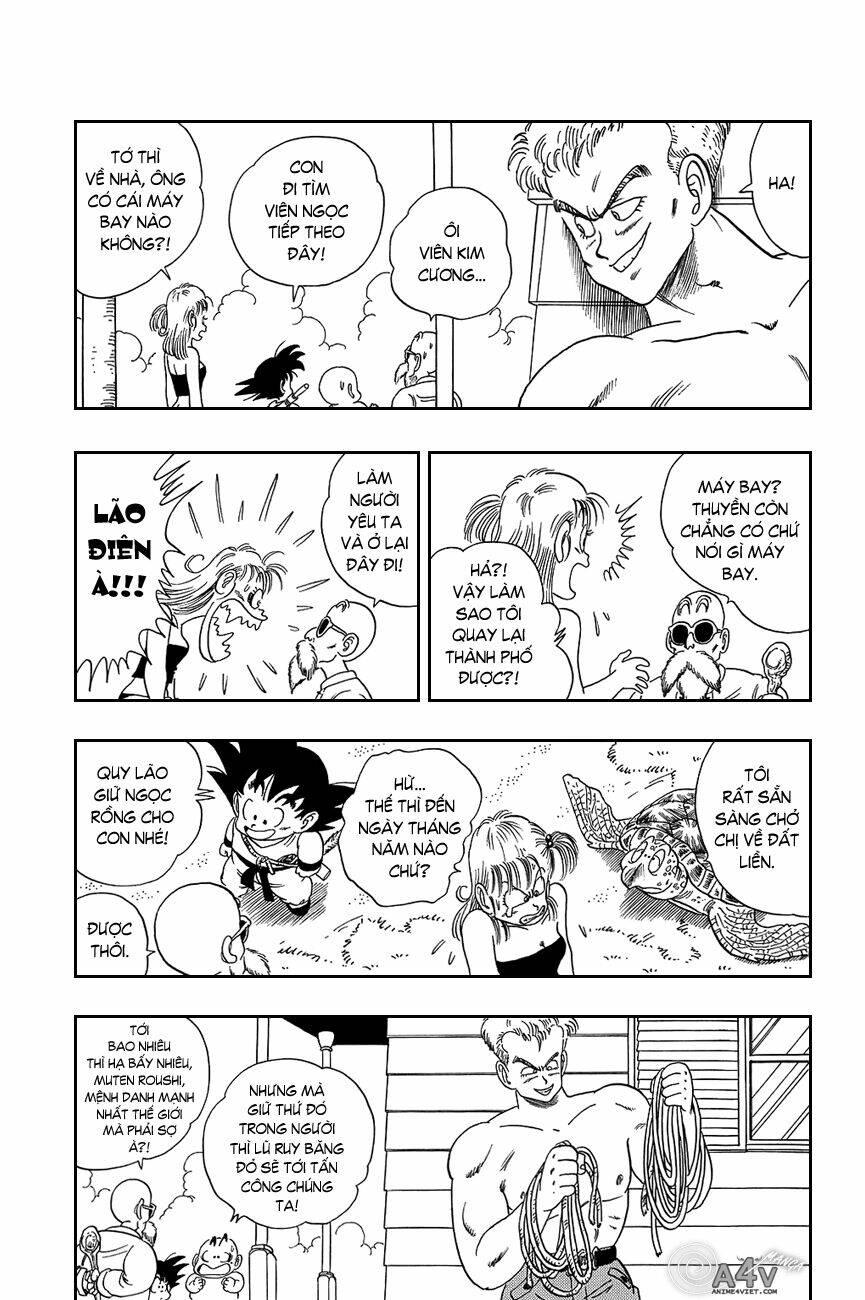 TỚ THÌ
VỀ NHÀ, ÔNG
CÓ CÁI MÁY
BAY NÀO
KHÔNG?!
CON
ĐI TÌM
VIÊN NGỌC
TIẾP THEO
ĐÂY!
ÔI
VIÊN KIM
CƯƠNG...
HA!
LÃO
ĐIÊN
À!!!
LÀM
NGƯỜI
YÊU TA
VÀ Ở LẠI
ĐÂY ĐI!
HẢ?!
VẬY LÀM
SAO TÔI
QUAY LẠI
THÀNH PHỐ
ĐƯỢC?!
MÁY BAY?
THUYỀN CÒN
CHẲNG CÓ CHỨ
NÓI GÌ MÁY
BAY.
QUY LÃO
GIỮ NGỌC
RỒNG CHO
CON NHÉ!
ĐƯỢC
THÔI.
HỪ...
THẾ THÌ ĐẾN
NGÀY THÁNG
NĂM NÀO
CHỨ?
TÔI
RẤT SẲN
SÀNG CHỞ
CHỊ VỀ ĐẤT
LIỀN.
TỚI
BAO NHIÊU
THÌ HẠ BẤY NHIÊU,
MUTEN ROUSHI,
MỆNH DANH MẠNH
NHẤT THẾ GIỚI
MÀ PHẢI SỢ
À?!
NHƯNG MÀ
GIỮ THỨ ĐÓ
TRONG NGƯỜI
THÌ LŨ RUY BĂNG
ĐỎ SẼ TỚI TẤN
CÔNG CHÚNG
TA!
MANGA
A4V
ANIME4VIET.COM